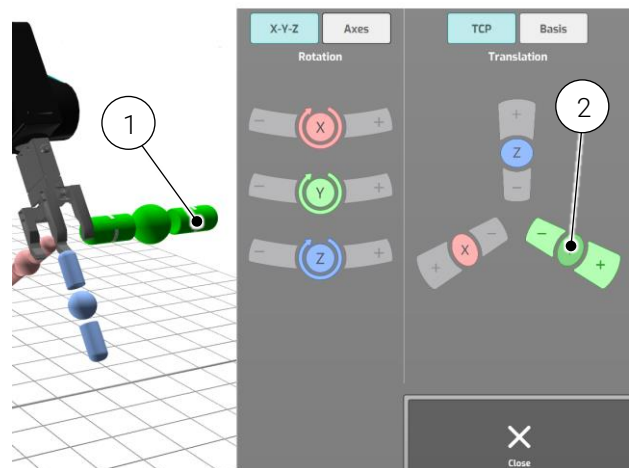 X-Y-Z Axes TCP Basis
Rotation Translation
1
2
− X +
+
Z
−
− Y +
− Z +
X −
+
− +
Close